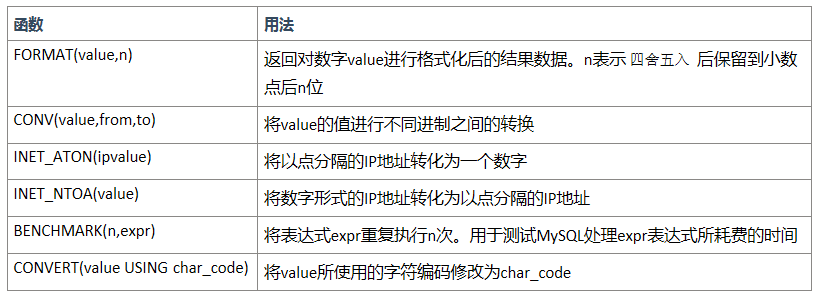 函数 用法
FORMAT(value,n) 返回对数字value进行格式化后的结果数据。n表示 四舍五入 后保留到小数
点后n位
CONV(value,from,to) 将value的值进行不同进制之间的转换
INET_ATON(ipvalue) 将以点分隔的IP地址转化为一个数字
INET_NTOA(value) 将数字形式的IP地址转化为以点分隔的IP地址
BENCHMARK(n,expr) 将表达式expr重复执行n次。用于测试MySQL处理expr表达式所耗费的时间
CONVERT(value USING char_code) 将value所使用的字符编码修改为char_code